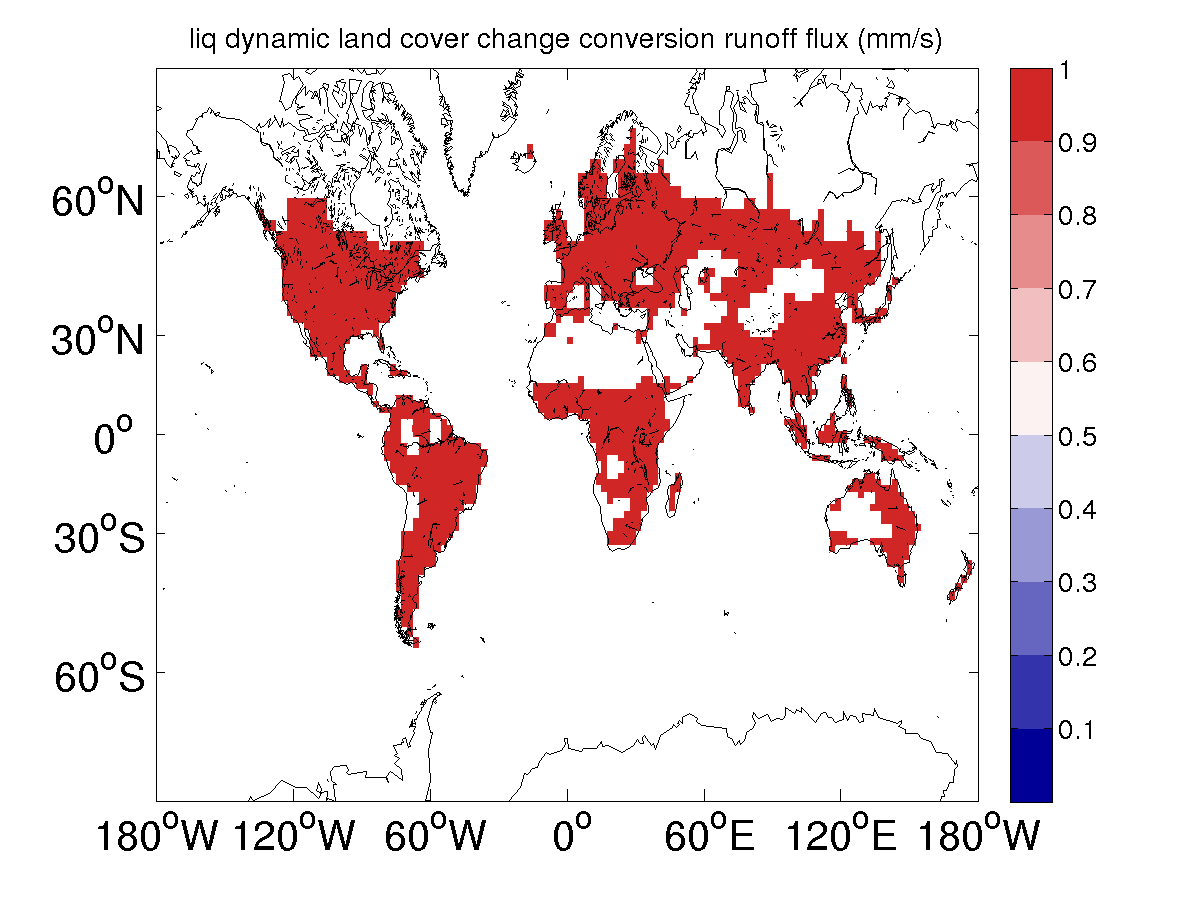 liq dynamic land cover change conversion runoff flux (mm/s)
1
0.9
0.8
0.7
0.6
0.5
0.4
0.3
0.2
0.1
60°N
30°N
0°
30°S
60°S
180°W 120°W 60°W 0° 60°E 120°E 180°W